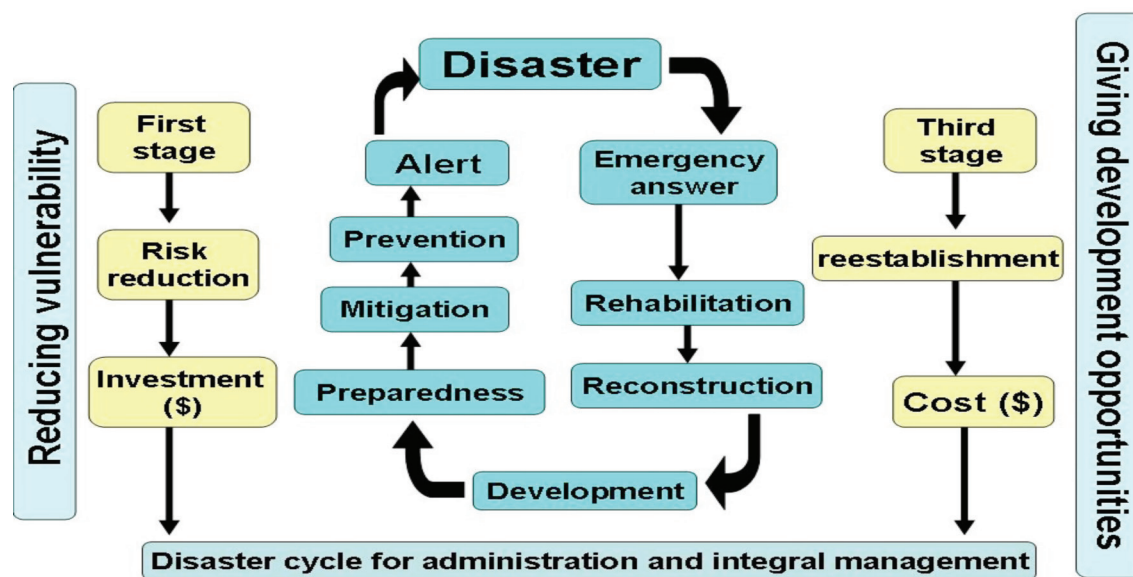 Reducing vulnerability
First
stage
Risk
reduction
Investment
($)
Disaster
Alert
Prevention
Mitigation
Preparedness
Emergency
answer
Rehabilitation
Reconstruction
Development
Third
stage
reestablishment
Cost ($)
Giving development opportunities
Disaster cycle for administration and integral management